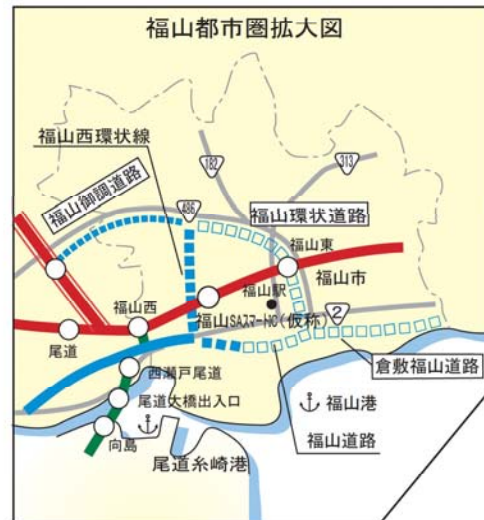 福山都市圏拡大図
福山西環状線
182
313
福山御調道路
486
福山環状道路
福山東
福山市
福山駅
福山西
福山SAスマートIC(仮称)
2
尾道
倉敷福山道路
西瀬戸尾道
尾道大橋出入口
福山港
福山道路
向島
尾道糸崎港